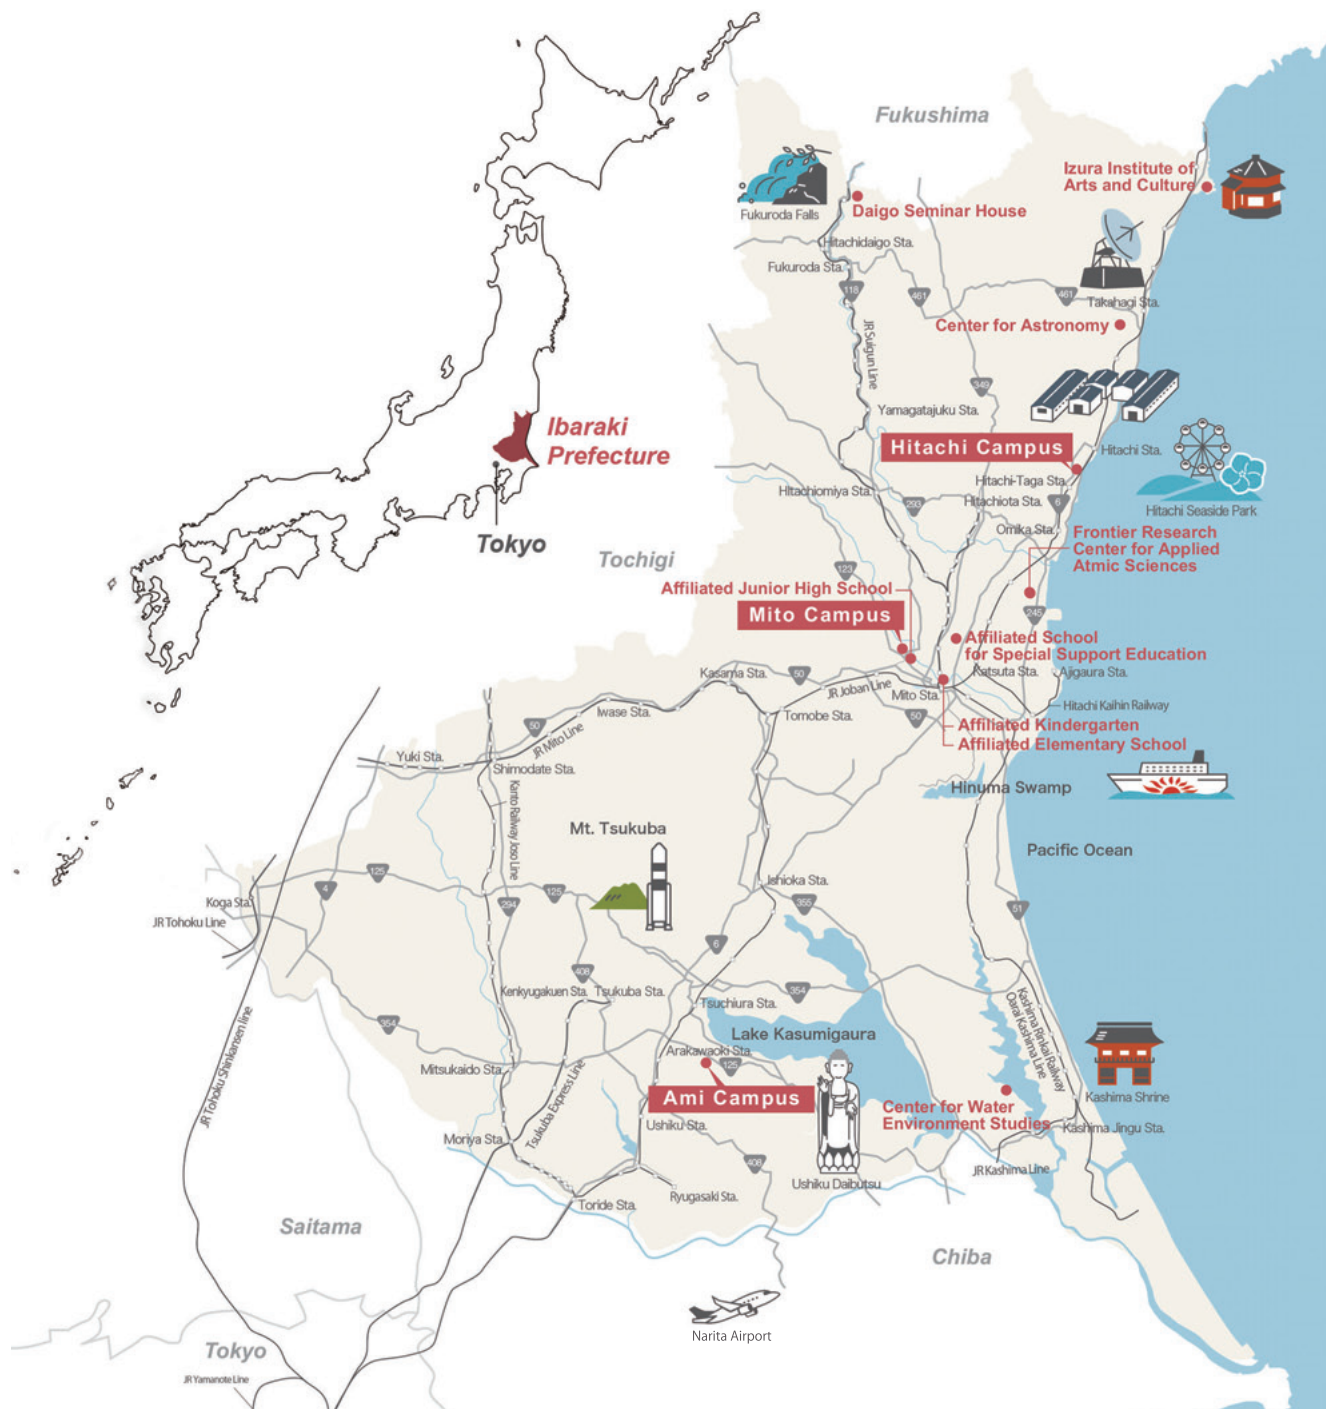 Fukushima
Izura Institute of
Arts and Culture
Fukuroda Falls
Daigo Seminar House
Hitachidaigo Sta.
Fukuroda Sta.
118
461
461
Takahagi Sta.
Center for Astronomy
JR Suigun Line
349
Yamagatajuku Sta.
Ibaraki
Prefecture
Hitachi Campus
Hitachi Sta.
Hitachi-Taga Sta.
HItachiomiya Sta.
293
Hitachiota Sta.
6
Hitachi Seaside Park
Omika Sta.
Tokyo
Tochigi
Frontier Research
Center for Applied
Atmic Sciences
123
Affiliated Junior High School
Mito Campus
245
Affiliated School
for Special Support Education
Kasama Sta.
50
JR Joban Line
Mito Sta.
Katsuta Sta.
Ajigaura Sta.
Hitachi Kaihin Railway
Iwase Sta.
Tomobe Sta.
50
Affiliated Kindergarten
Affiliated Elementary School
50
JR Mito Line
Yuki Sta.
Shimodate Sta.
Kanto Railway Joso Line
Hinuma Swamp
Mt. Tsukuba
Pacific Ocean
Ishioka Sta.
125
4
125
Koga Sta.
JR Tohoku Line
294
355
51
6
408
Kenkyugakuen Sta.
Tsukuba Sta.
354
Tsuchiura Sta.
Kashima Rinkai Railway
Oarai Kashima Line
JR Tohoku Shinkansen line
354
Lake Kasumigaura
Arakawaoki Sta.
125
Mitsukaido Sta.
Tsukuba Express Line
Ami Campus
Center for Water
Environment Studies
Kashima Shrine
Ushiku Sta.
Kashima Jingu Sta.
Moriya Sta.
408
JR Kashima Line
Ushiku Daibutsu
Ryugasaki Sta.
Toride Sta.
Saitama
Chiba
Narita Airport
Tokyo
JR Yamanote Line